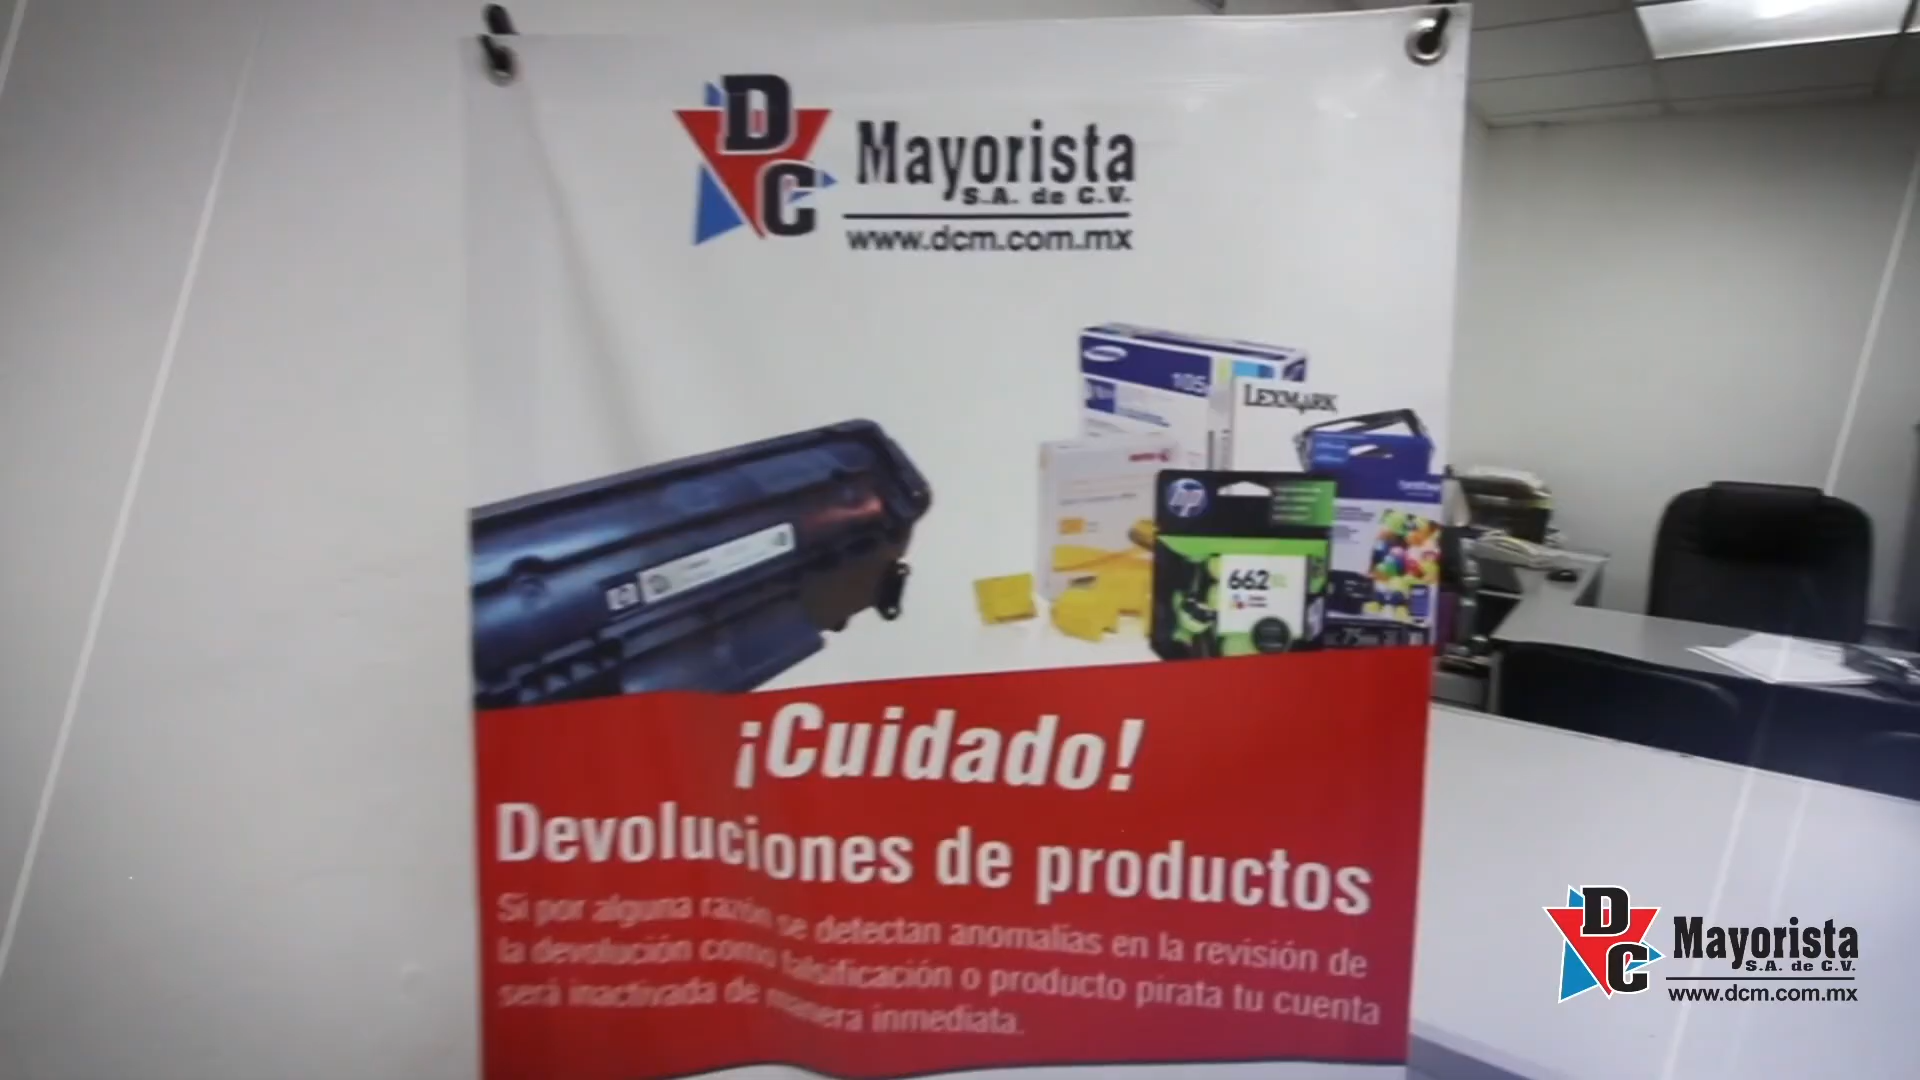 DC
Mayorista
S.A. de C.V.
www.dcm.com.mx
105
LEXMARK
hp
662XL
brother
¡Cuidado!
Devoluciones de productos
Si por alguna razón se detectan anomalías en la revisión de
la devolución como falsificación o producto pirata tu cuenta
será inactivada de manera inmediata.
DC
Mayorista
S.A. de C.V.
www.dcm.com.mx